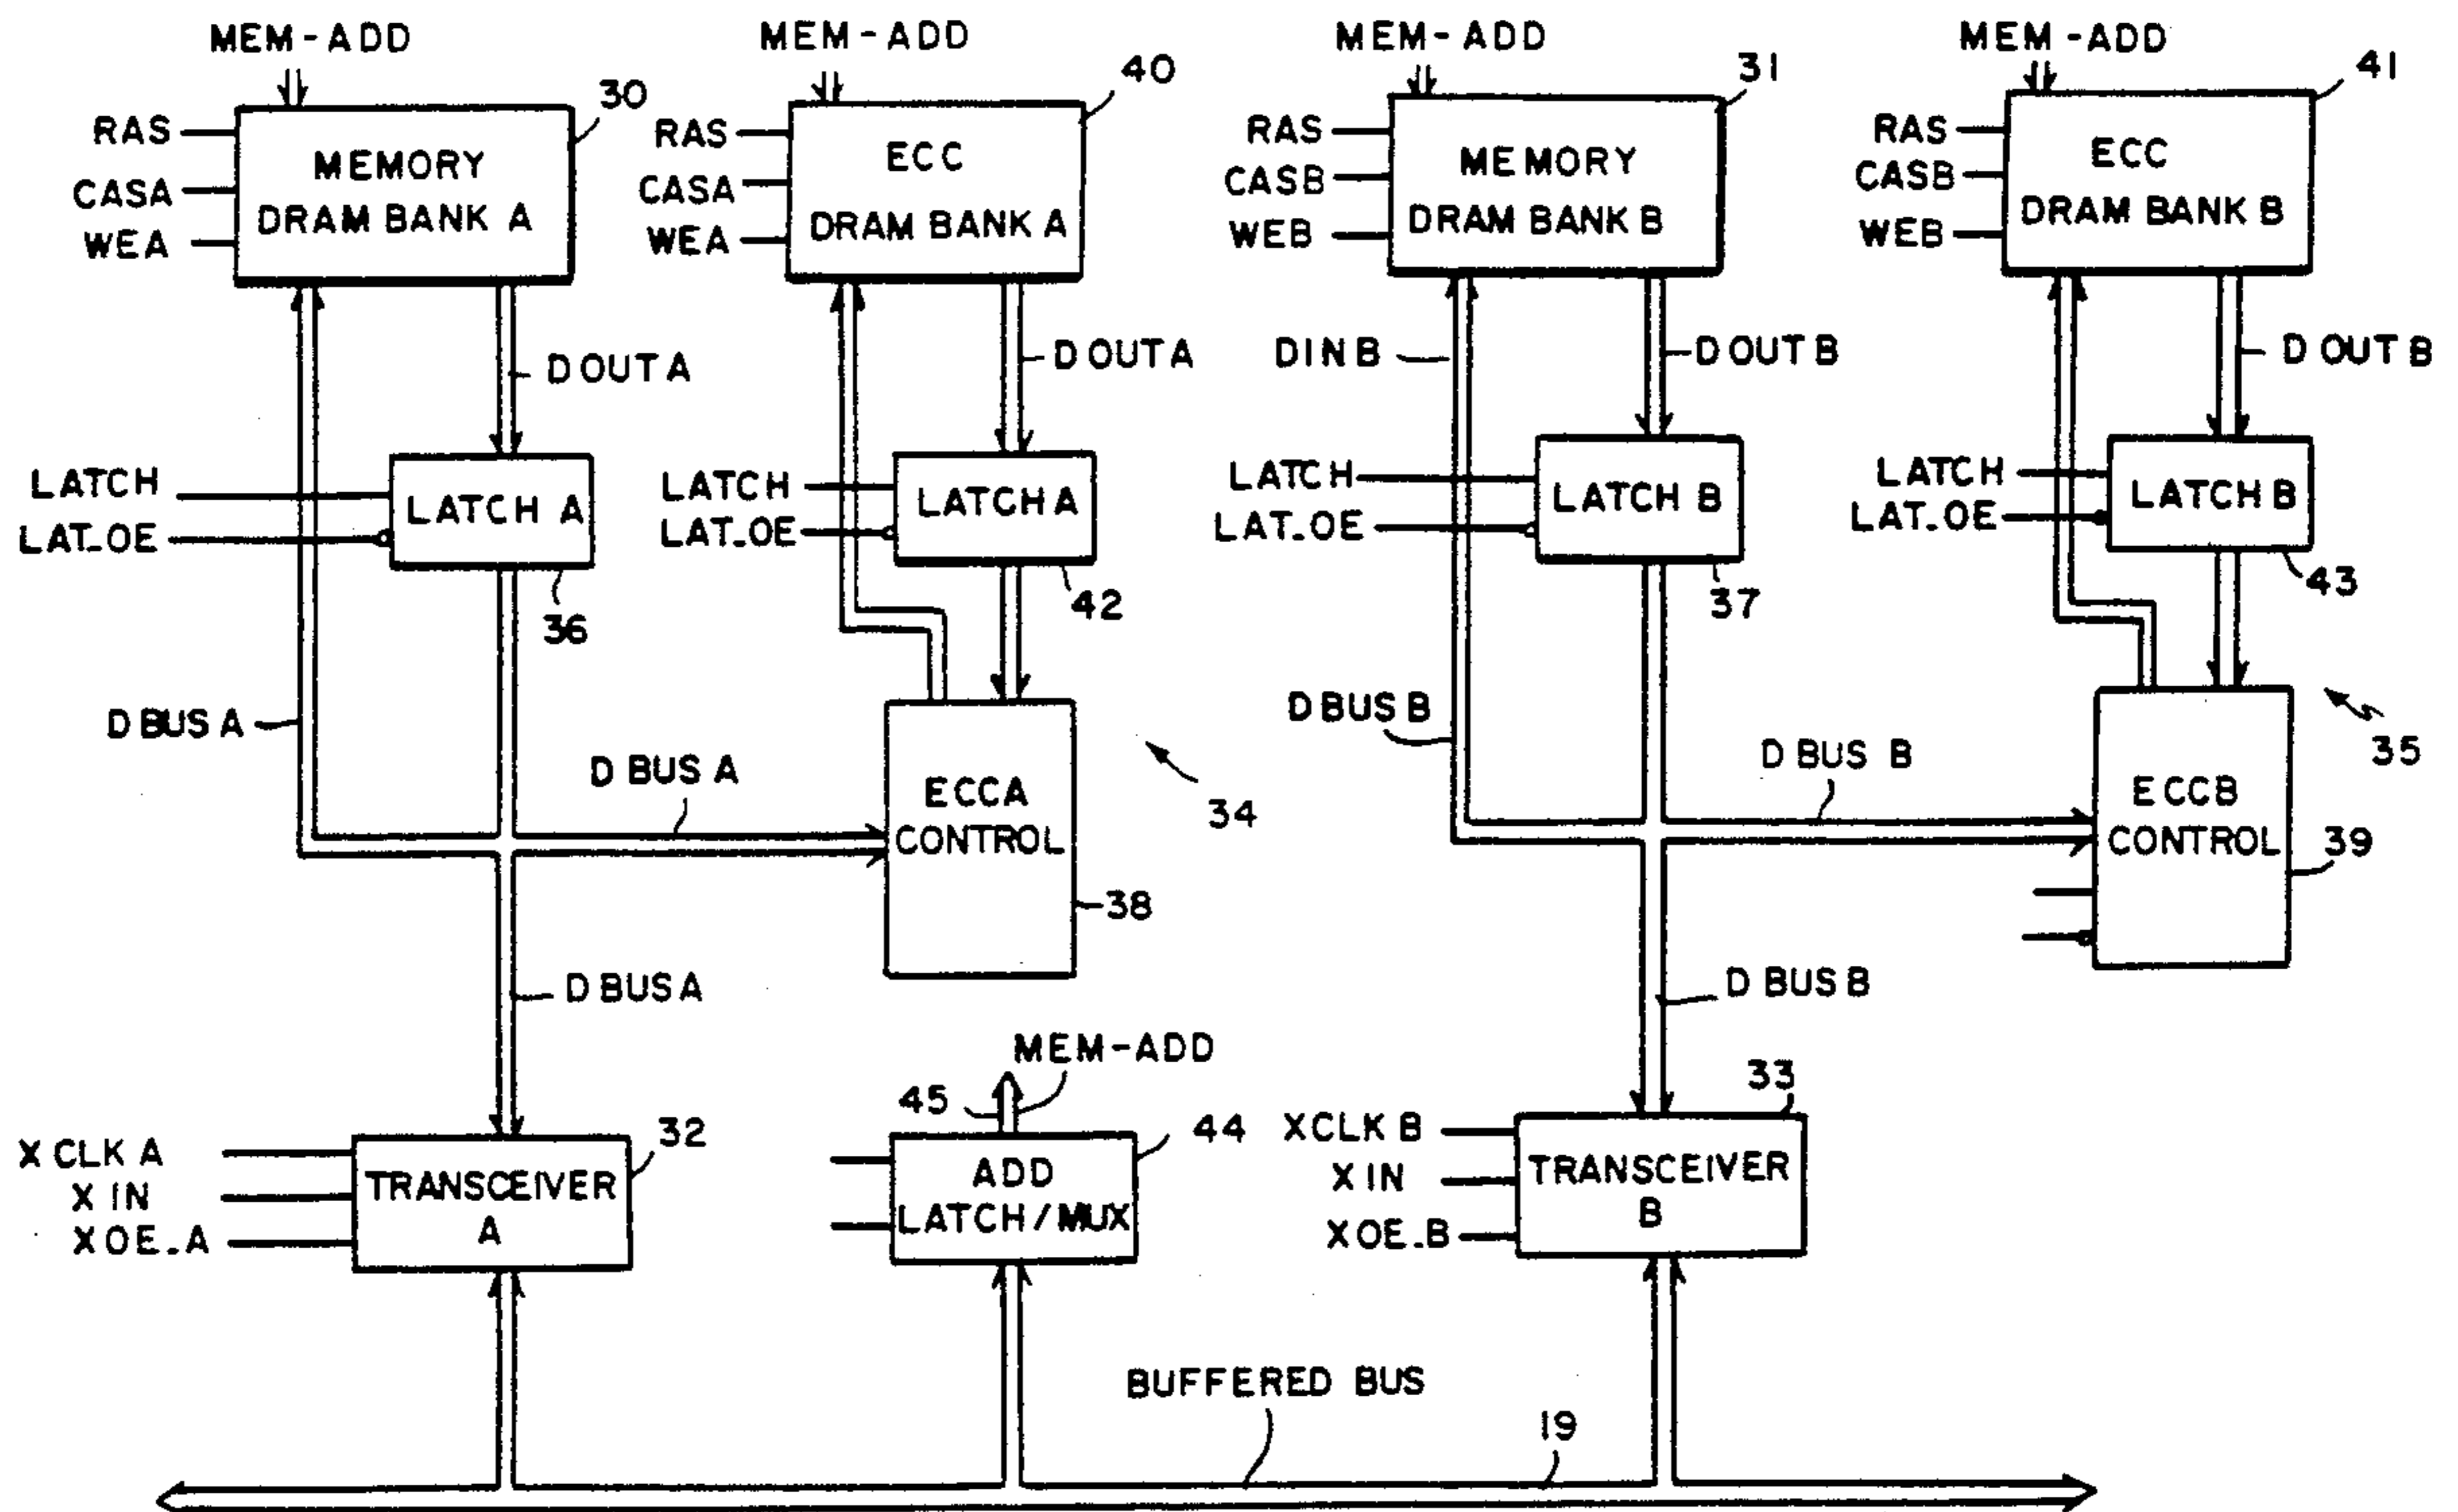 MEM-ADD
MEM-ADD
MEM-ADD
MEM-ADD
30
40
31
41
RAS
CASA
WEA
MEMORY
DRAM BANK A
RAS
CASA
WEA
ECC
DRAM BANK A
RAS
CASB
WEB
MEMORY
DRAM BANK B
RAS
CASB
WEB
ECC
DRAM BANK B
D OUT A
D OUT A
DIN B
D OUT B
D OUT B
LATCH
LAT_OE
LATCH A
36
LATCH
LAT_OE
LATCH A
42
LATCH
LAT_OE
LATCH B
37
LATCH
LAT_OE
LATCH B
43
D BUS A
D BUS A
ECCA
CONTROL
38
34
D BUS B
D BUS B
ECCB
CONTROL
39
35
D BUS A
D BUS B
MEM-ADD
45
X CLK A
X IN
XOE_A
TRANSCEIVER
A
32
ADD
LATCH/MUX
44
XCLK B
XIN
XOE_B
TRANSCEIVER
B
33
BUFFERED BUS
19